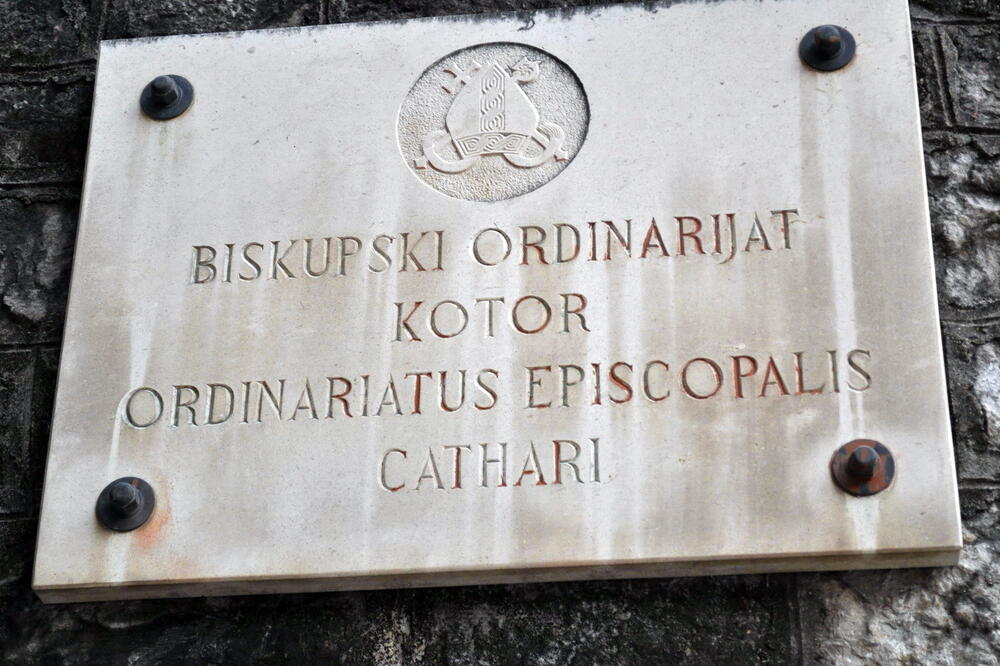 BISKUPSKI ORDINARIJAT
KOTOR
ORDINARIATUS EPISCOPALIS
CATHARI